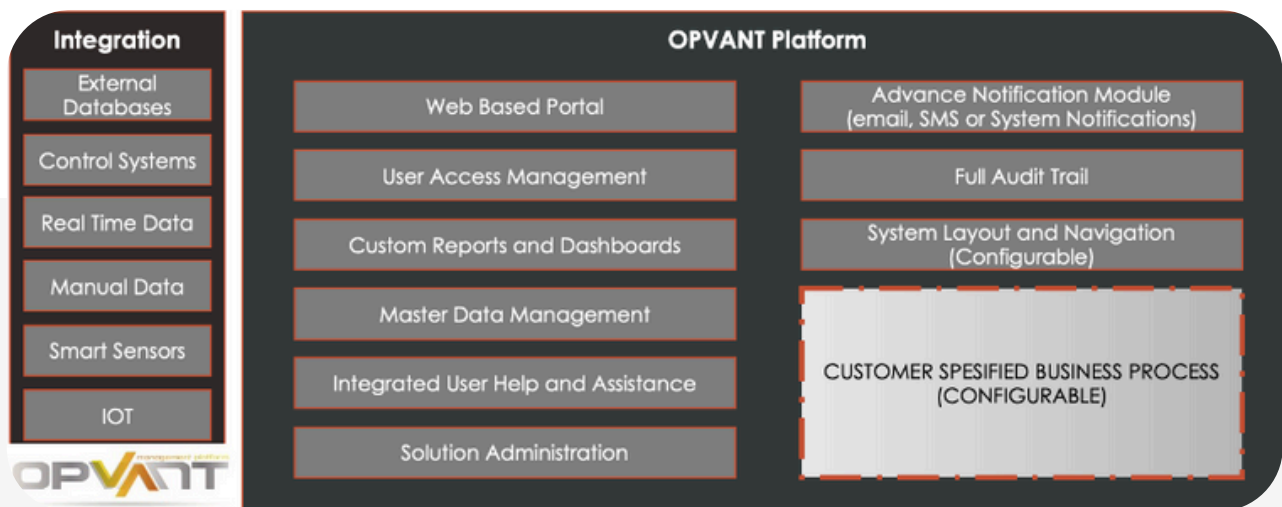 Integration
External
Databases
Control Systems
Real Time Data
Manual Data
Smart Sensors
IOT
management platform
OPVANT
OPVANT Platform
Web Based Portal
User Access Management
Custom Reports and Dashboards
Master Data Management
Integrated User Help and Assistance
Solution Administration
Advance Notification Module
(email, SMS or System Notifications)
Full Audit Trail
System Layout and Navigation
(Configurable)
CUSTOMER SPESIFIED BUSINESS PROCESS
(CONFIGURABLE)